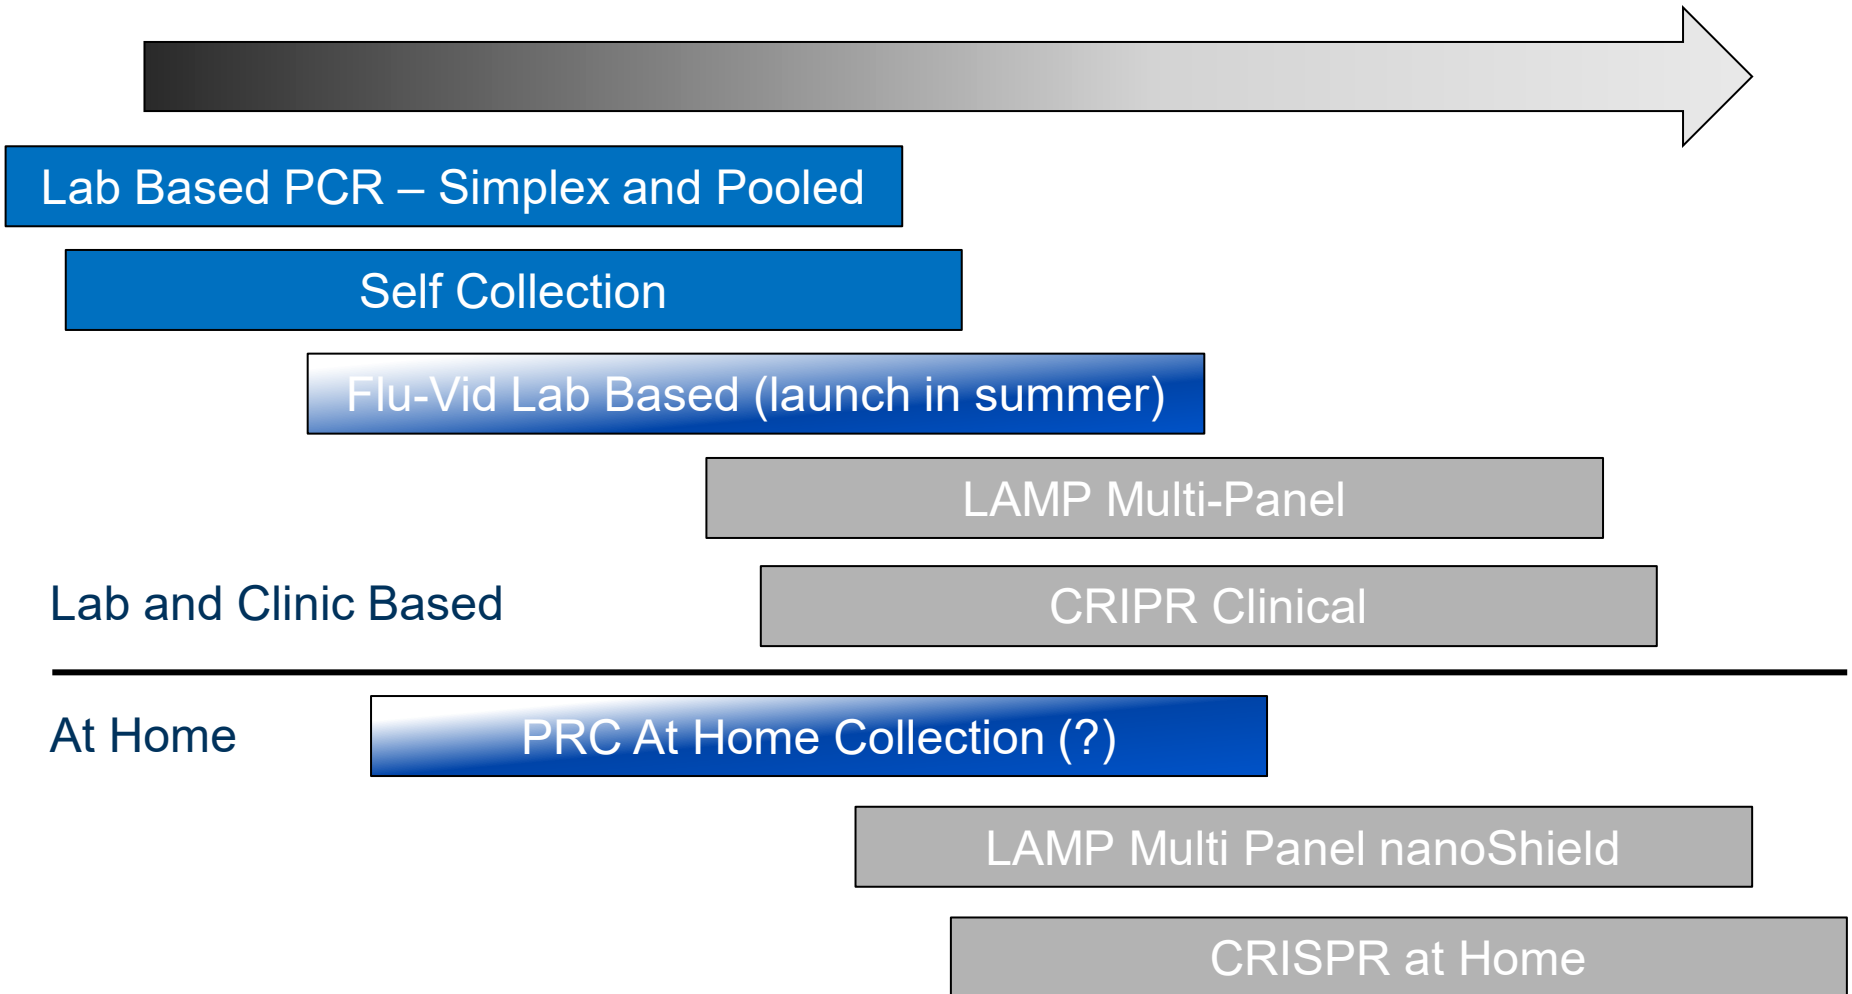 Lab Based PCR – Simplex and Pooled
Self Collection
Flu-Vid Lab Based (launch in summer)
LAMP Multi-Panel
Lab and Clinic Based
CRIPR Clinical
At Home
PRC At Home Collection (?)
LAMP Multi Panel nanoShield
CRISPR at Home